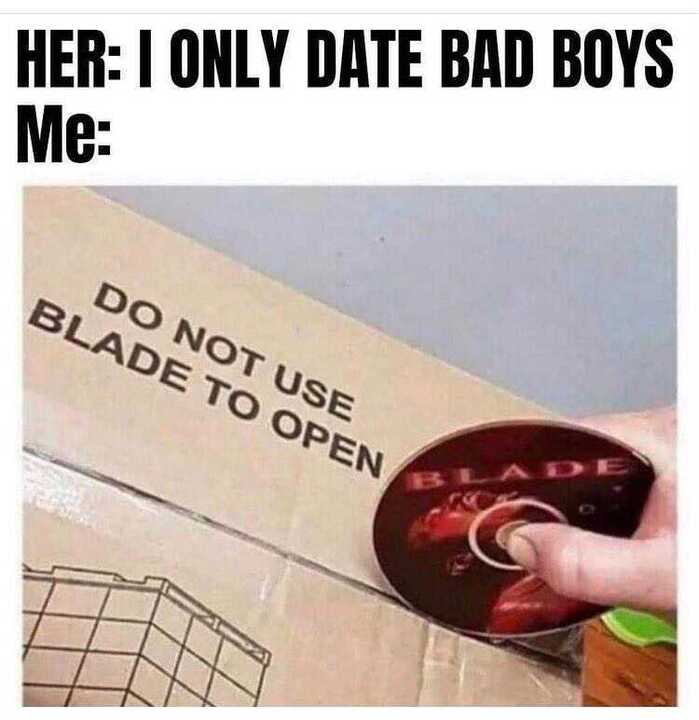 HER: I ONLY DATE BAD BOYS
Me:
DO NOT USE
BLADE TO OPEN
BLADE